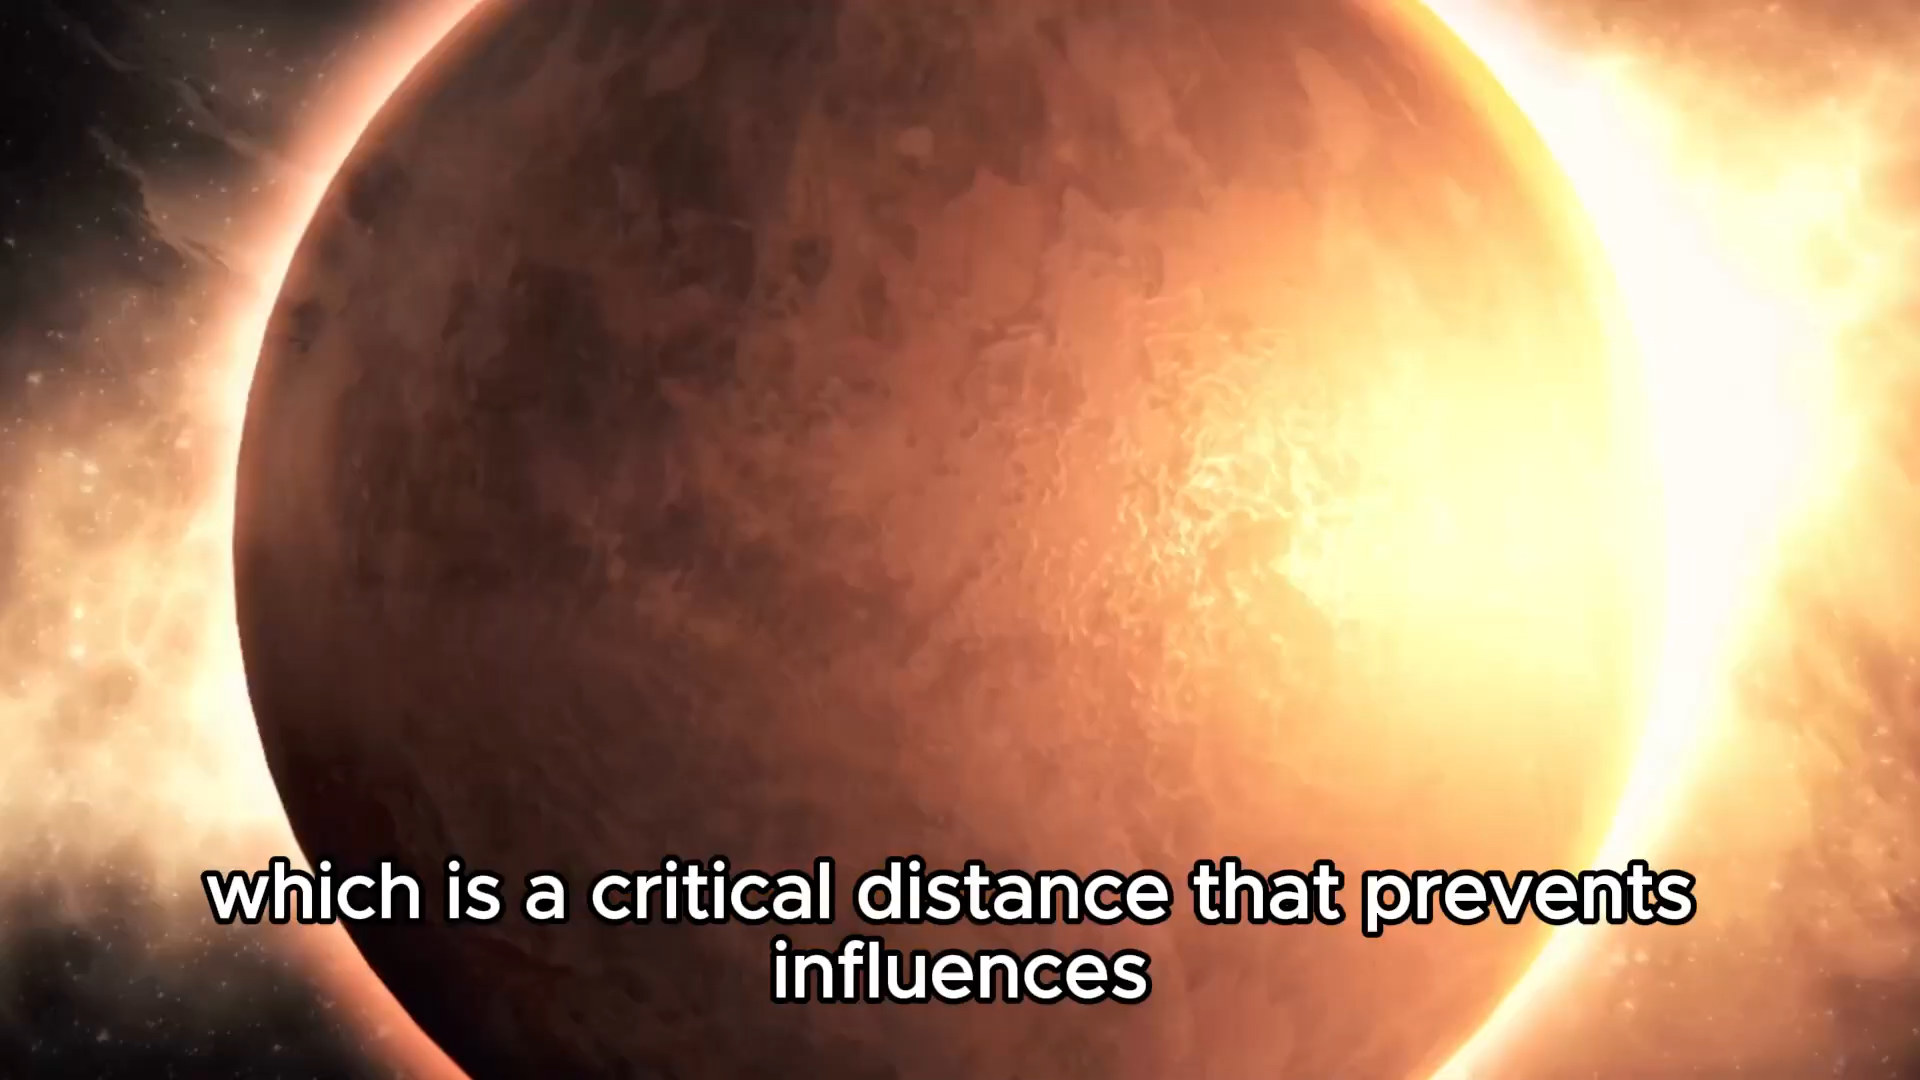 which is a critical distance that prevents
influences